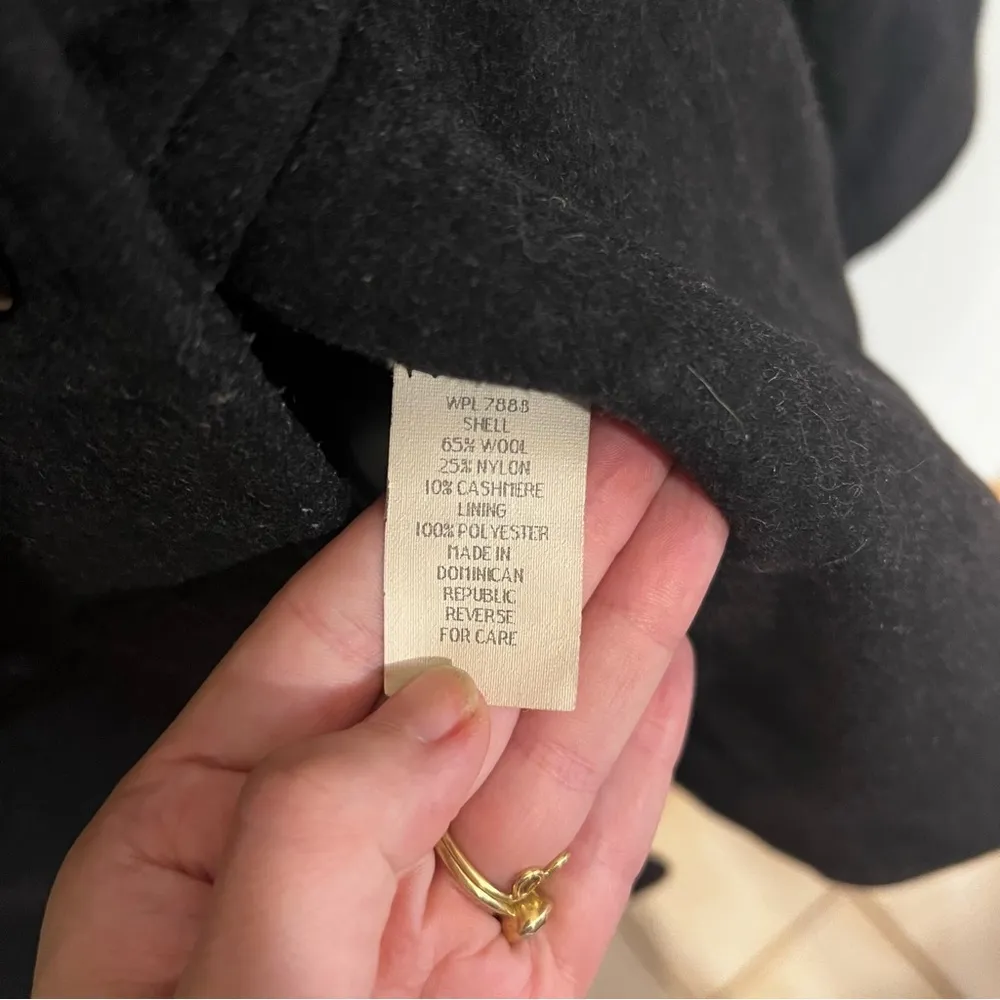 WPL 7888
SHELL
65% WOOL
25% NYLON
10% CASHMERE
LINING
100% POLYESTER
MADE IN
DOMINICAN
REPUBLIC
REVERSE
FOR CARE